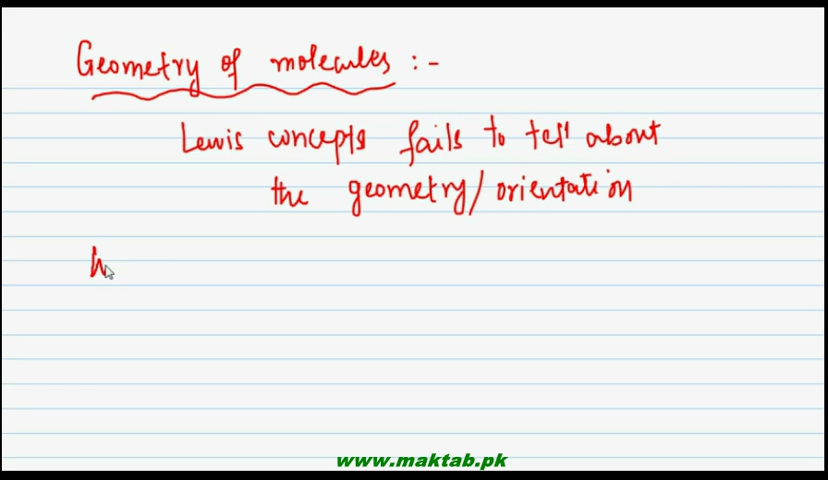 Geometry of molecules :-
Lewis concepts fails to tell about
the geometry/orientation
www.maktab.pk